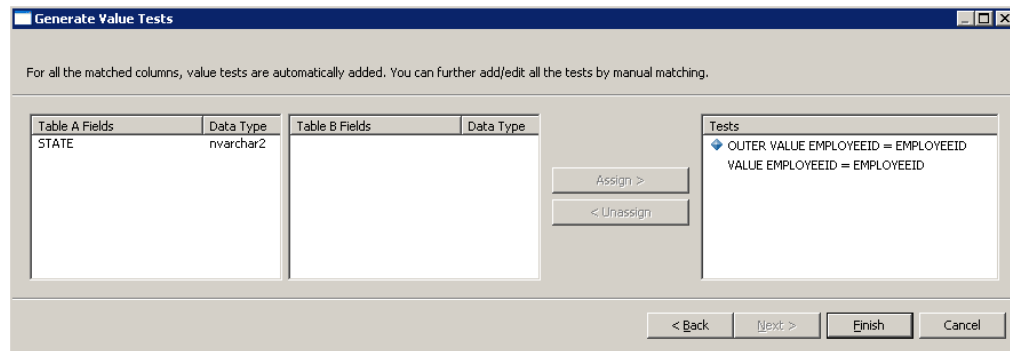 Generate Value Tests
For all the matched columns, value tests are automatically added. You can further add/edit all the tests by manual matching.
Table A Fields Data Type
STATE nvarchar2
Table B Fields Data Type
Assign >
< Unassign
Tests
OUTER VALUE EMPLOYEEID = EMPLOYEEID
VALUE EMPLOYEEID = EMPLOYEEID
< Back Next > Finish Cancel